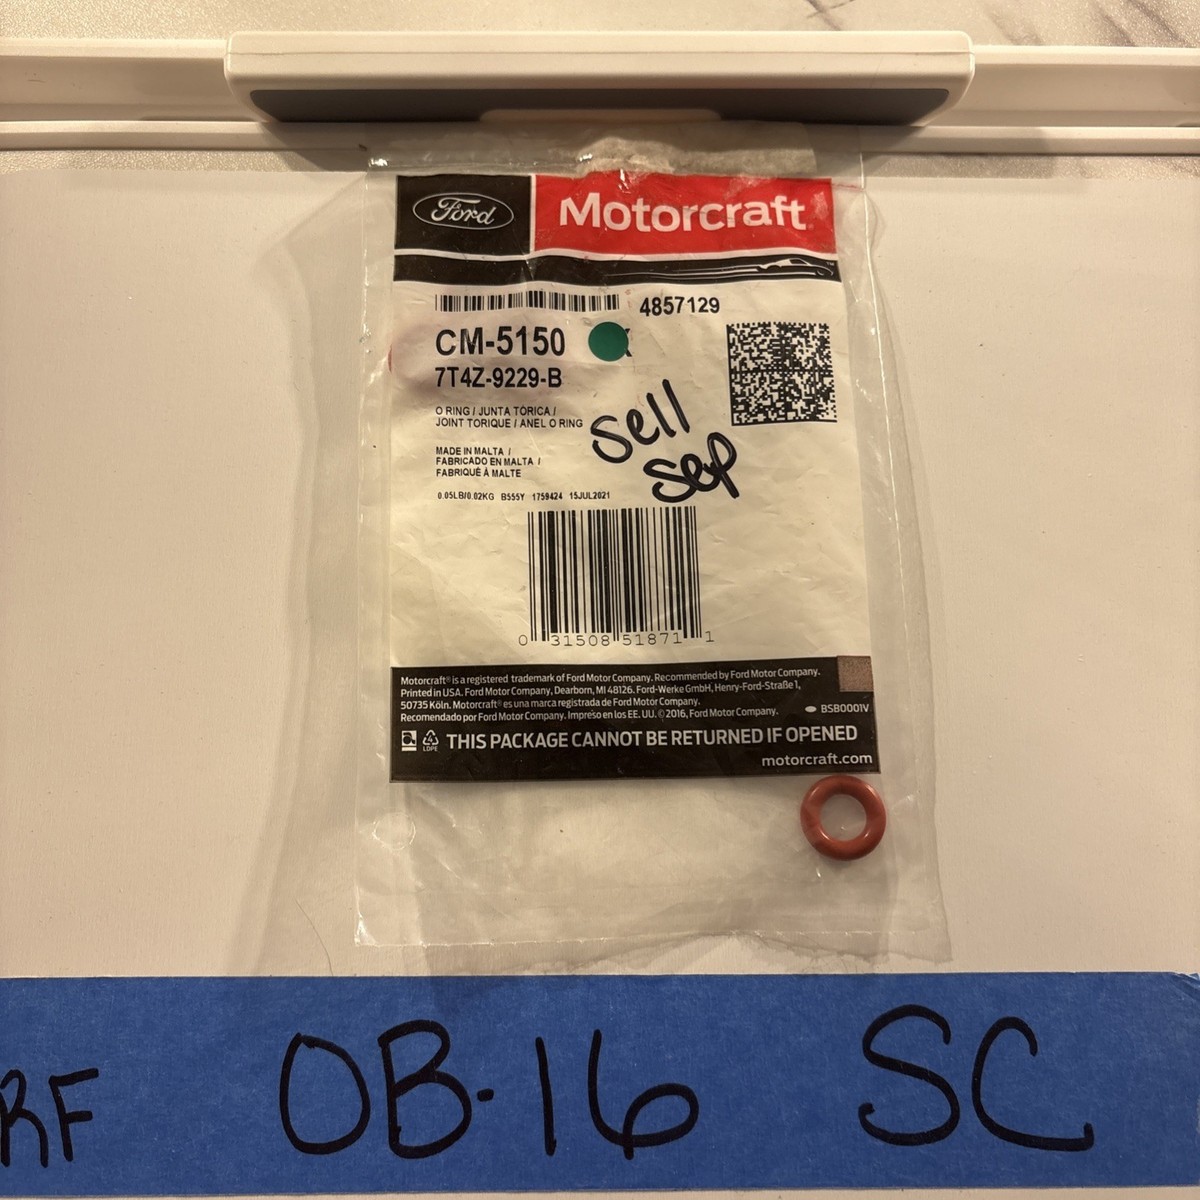 Ford
Motorcraft
4857129
CM-5150
7T4Z-9229-B
O RING / JUNTA TÓRICA /
JOINT TORIQUE / ANEL O RING
sell
sep
MADE IN MALTA /
FABRICADO EN MALTA /
FABRIQUÉ À MALTE
0.05LB/0.02KG B555Y 1759424 15JUL2021
0 31508 51871 1
Motorcraft® is a registered trademark of Ford Motor Company. Recommended by Ford Motor Company.
Printed in USA. Ford Motor Company, Dearborn, MI 48126. Ford-Werke GmbH, Henry-Ford-Straße 1,
50735 Köln. Motorcraft® es una marca registrada de Ford Motor Company.
Recomendado por Ford Motor Company. Impreso en los EE. UU. ©2016, Ford Motor Company.
BSB0001V
4
LDPE
THIS PACKAGE CANNOT BE RETURNED IF OPENED
motorcraft.com
RF OB-16 SC